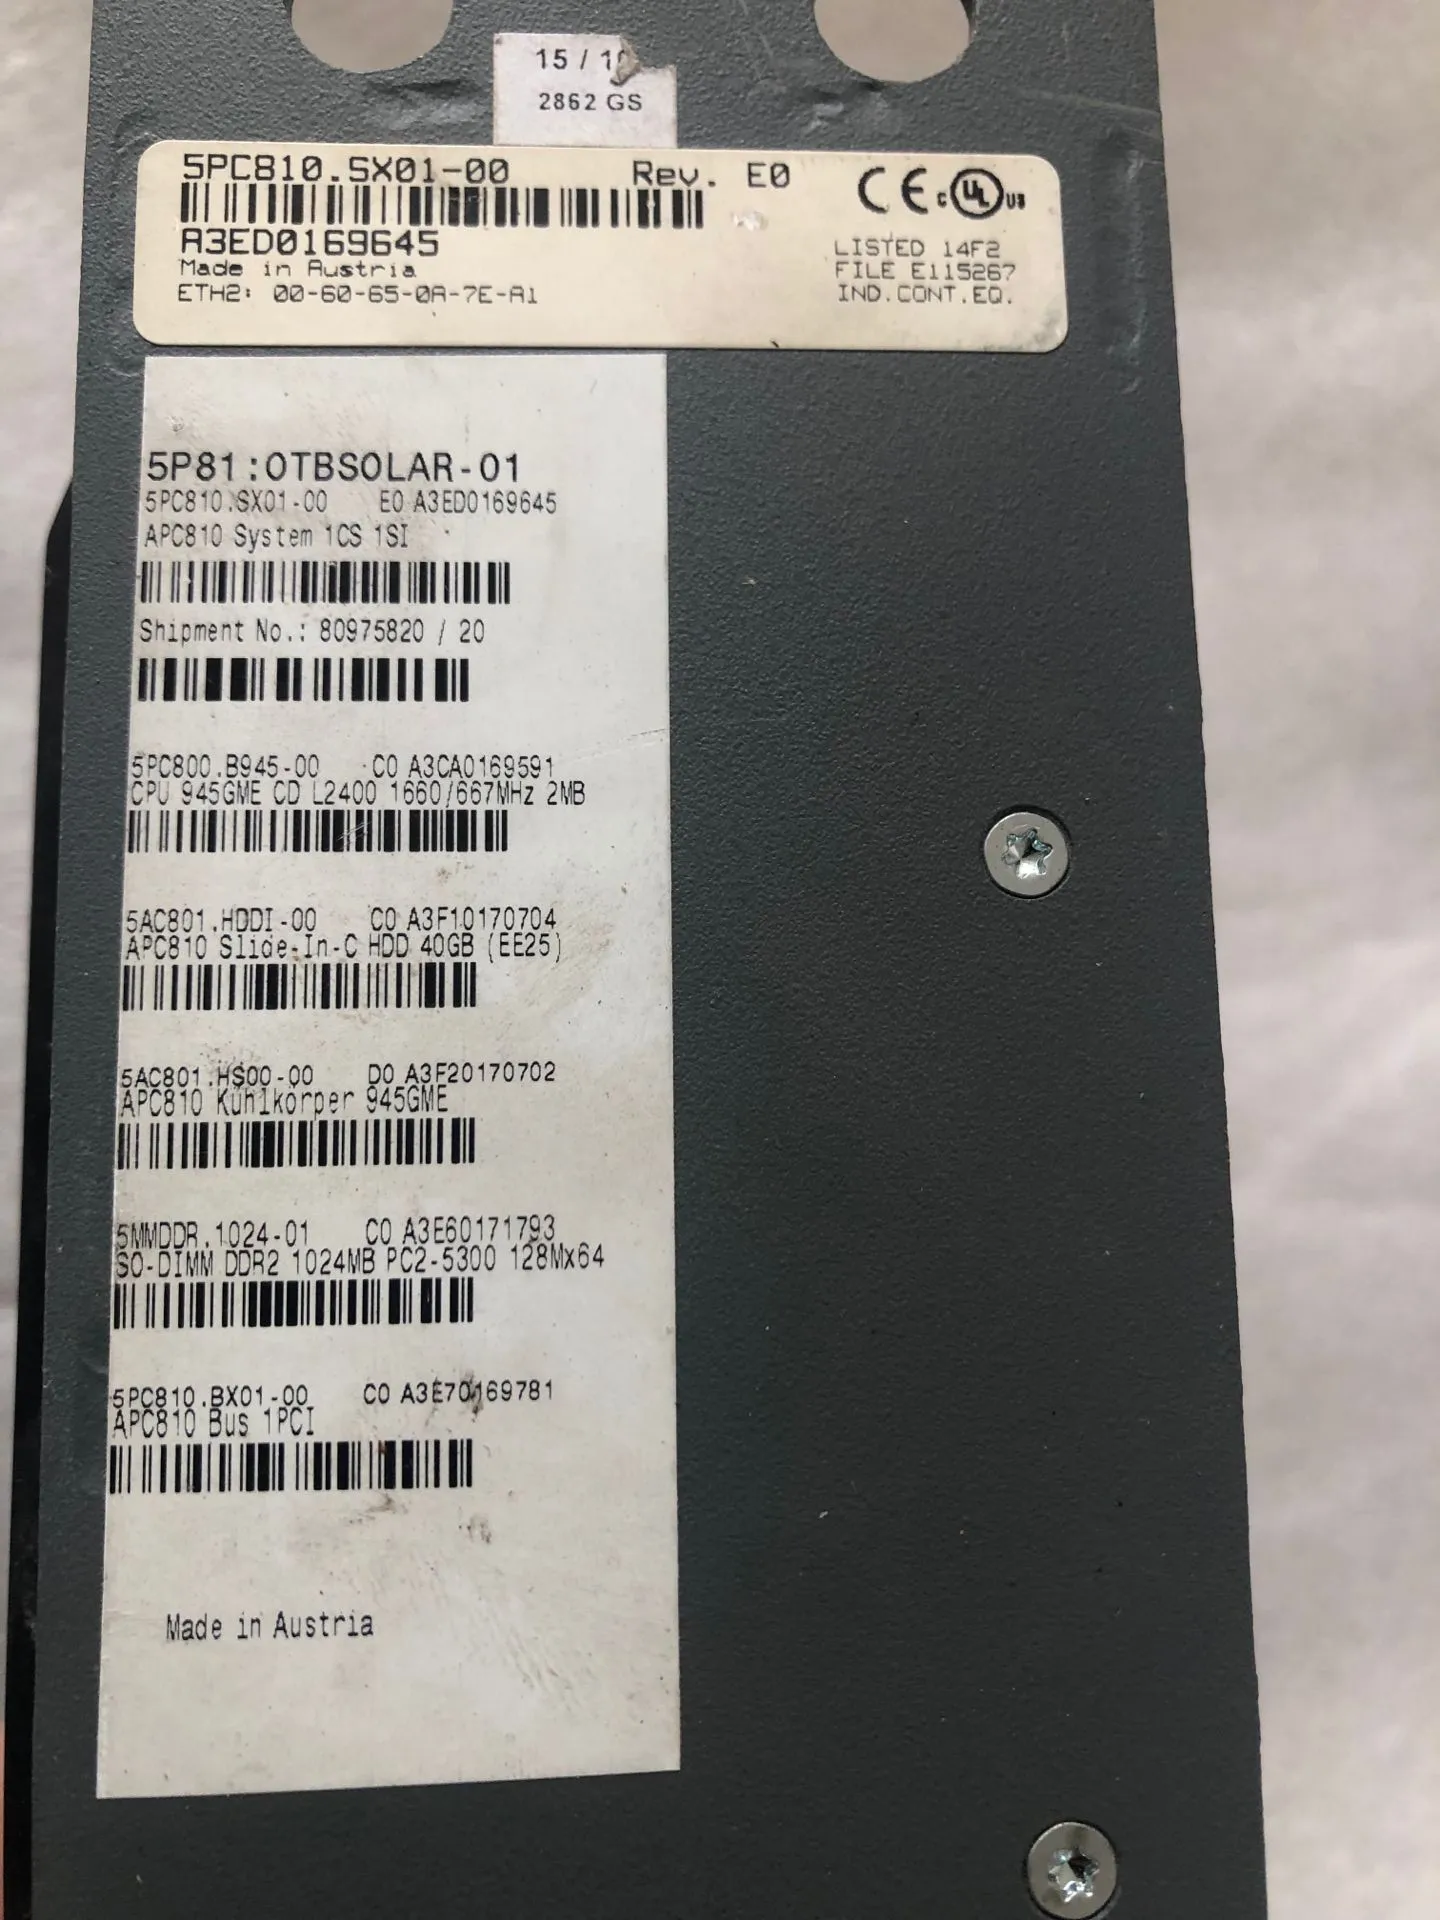 15 / 10
2862 GS
5PC810.SX01-00 Rev. E0
A3ED0169645
Made in Austria
ETH2: 00-60-65-0A-7E-A1
CE c UL us
LISTED 14F2
FILE E115267
IND.CONT.EQ.
5P81:OTBSOLAR-01
5PC810.SX01-00 E0 A3ED0169645
APC810 System 1CS 1SI
Shipment No.: 80975820 / 20
5PC800.B945-00 C0 A3CA0169591
CPU 945GME CD L2400 1660/667MHz 2MB
5AC801.HDDI-00 C0 A3F10170704
APC810 Slide-In-C HDD 40GB (EE25)
5AC801.HS00-00 D0 A3F20170702
APC810 Kühlkörper 945GME
5MMDDR.1024-01 C0 A3E60171793
SO-DIMM DDR2 1024MB PC2-5300 128Mx64
5PC810.BX01-00 C0 A3E70169781
APC810 Bus 1PCI
Made in Austria